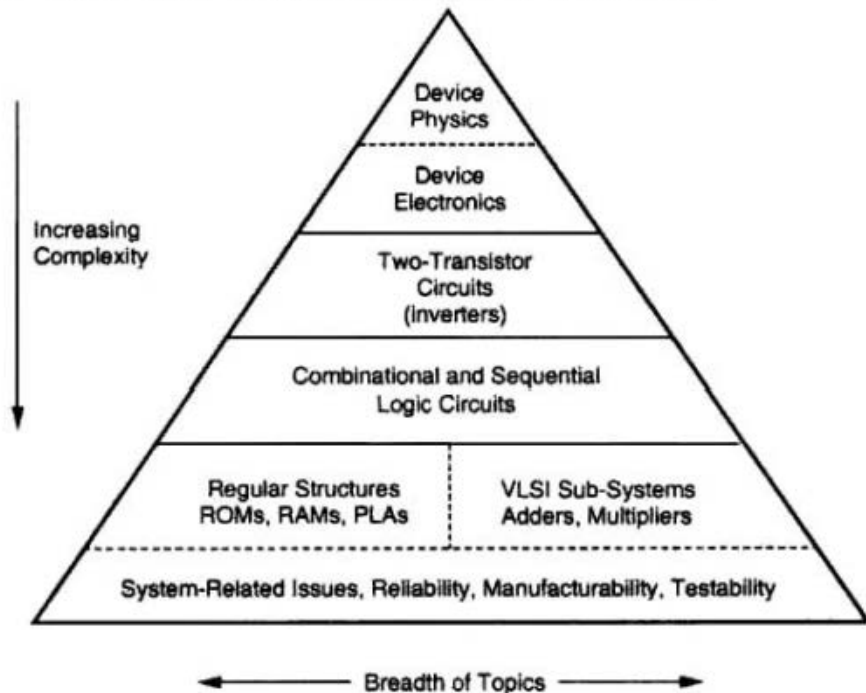 Device
Physics
Device
Electronics
Increasing
Complexity
Two-Transistor
Circuits
(inverters)
Combinational and Sequential
Logic Circuits
Regular Structures
ROMs, RAMs, PLAs
VLSI Sub-Systems
Adders, Multipliers
System-Related Issues, Reliability, Manufacturability, Testability
Breadth of Topics